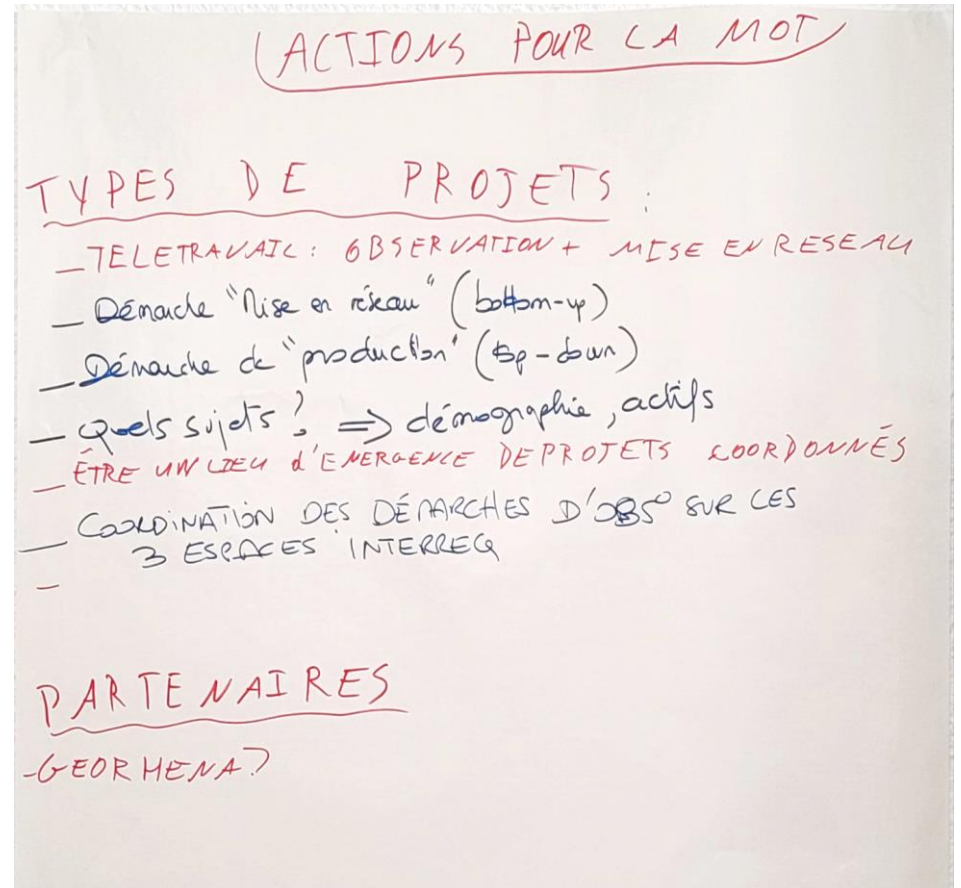 ACTIONS POUR LA MOT
TYPES DE PROJETS :
_ TELETRAVAIL : OBSERVATION + MISE EN RESEAU
_ Démarche "Mise en réseau" (bottom-up)
_ Démarche de "production" (top-down)
_ Quels sujets ? => démographie, actifs
_ ÊTRE UN LIEU d'EMERGENCE DE PROJETS COORDONNÉS
_ COORDINATION DES DÉMARCHES D'OBS° SUR LES
3 ESPACES INTERREG
_
PARTENAIRES
- GEORHENA ?